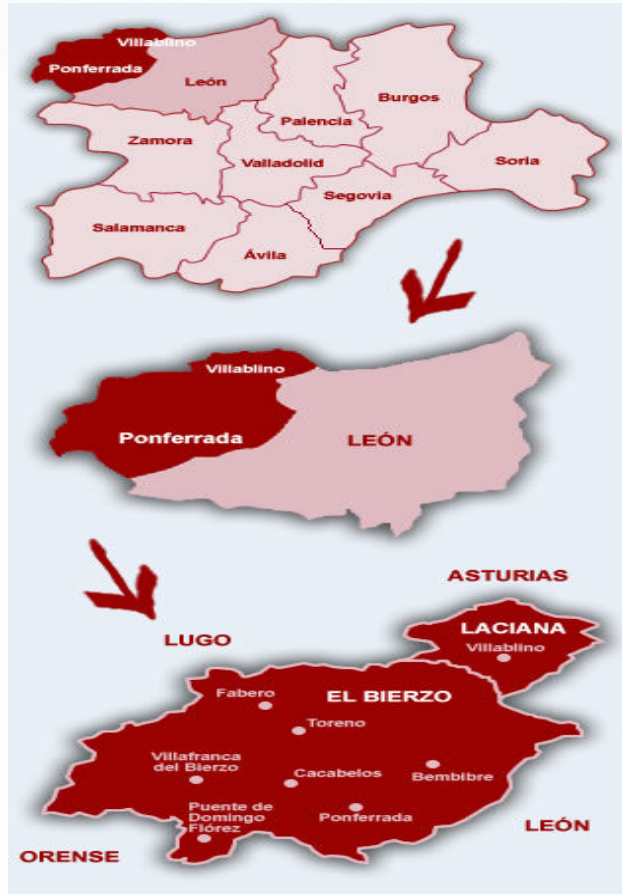 Villablino
Ponferrada
León
Burgos
Palencia
Zamora
Valladolid
Soria
Segovia
Salamanca
Ávila
Villablino
Ponferrada
LEÓN
ASTURIAS
LACIANA
LUGO
Villablino
Fabero
EL BIERZO
Toreno
Villafranca
del Bierzo
Cacabelos
Bembibre
Puente de
Domingo
Flórez
Ponferrada
LEÓN
ORENSE